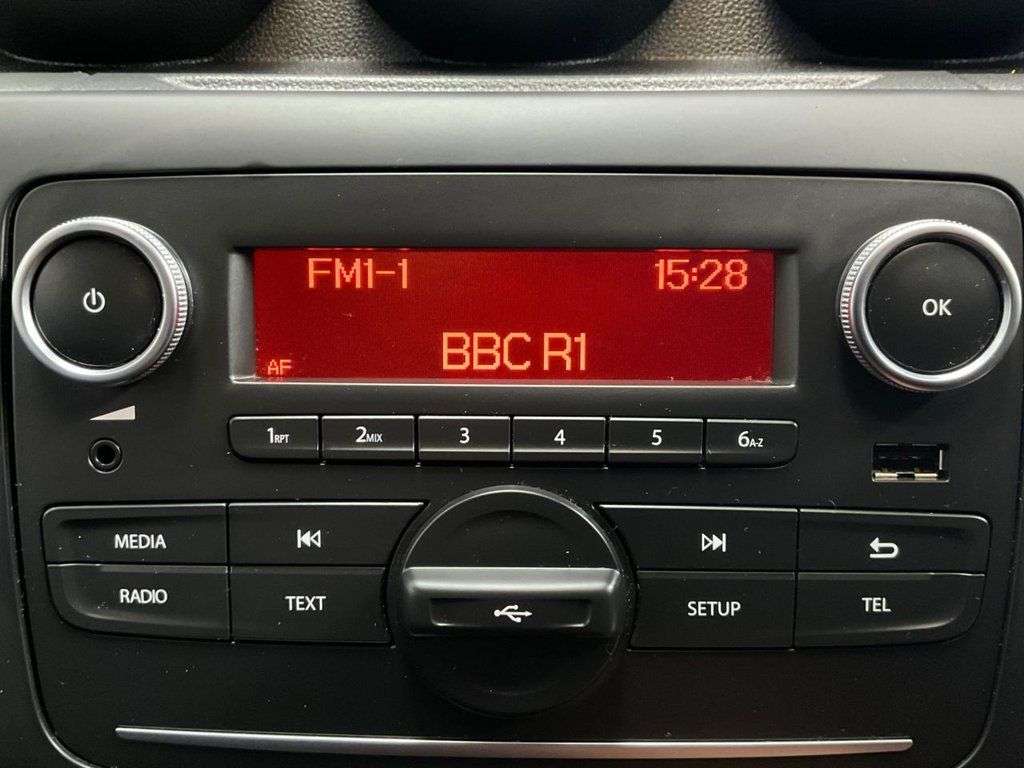 FM1-1 15:28
BBC R1
AF
OK
1RPT 2MIX 3 4 5 6A-Z
MEDIA
RADIO TEXT SETUP TEL